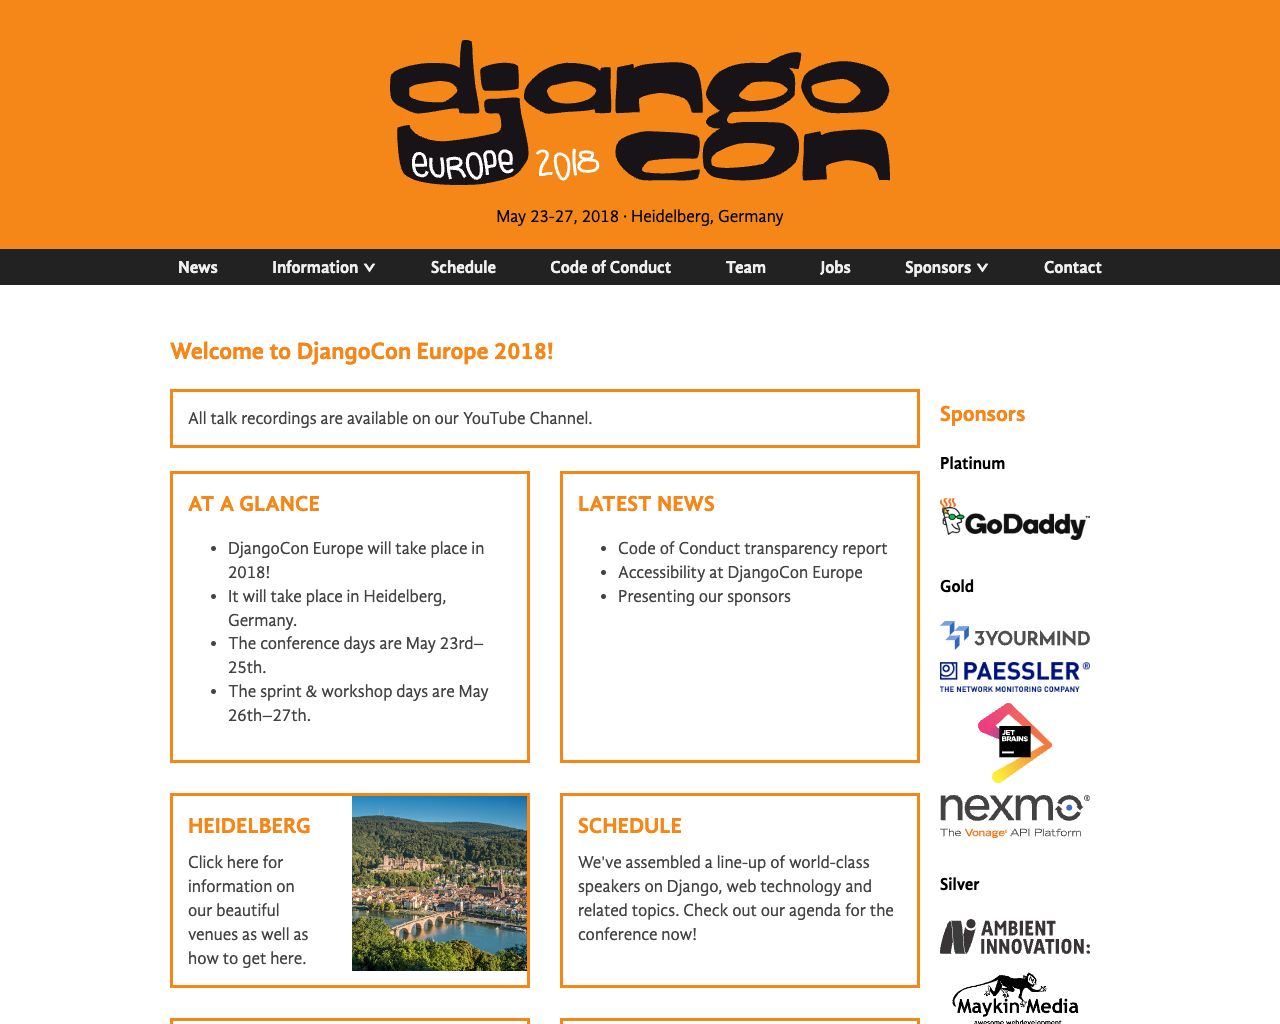 django
con
europe 2018
May 23-27, 2018 · Heidelberg, Germany
News Information Schedule Code of Conduct Team Jobs Sponsors Contact
Welcome to DjangoCon Europe 2018!
All talk recordings are available on our YouTube Channel.
AT A GLANCE
• DjangoCon Europe will take place in
2018!
• It will take place in Heidelberg,
Germany.
• The conference days are May 23rd–
25th.
• The sprint & workshop days are May
26th–27th.
LATEST NEWS
• Code of Conduct transparency report
• Accessibility at DjangoCon Europe
• Presenting our sponsors
HEIDELBERG
Click here for
information on
our beautiful
venues as well as
how to get here.
SCHEDULE
We've assembled a line-up of world-class
speakers on Django, web technology and
related topics. Check out our agenda for the
conference now!
Sponsors
Platinum
GoDaddy™
Gold
3YOURMIND
PAESSLER®
THE NETWORK MONITORING COMPANY
JET
BRAINS
nexmo®
The Vonage® API Platform
Silver
AMBIENT
INNOVATION:
Maykin Media
awesome webdevelopment